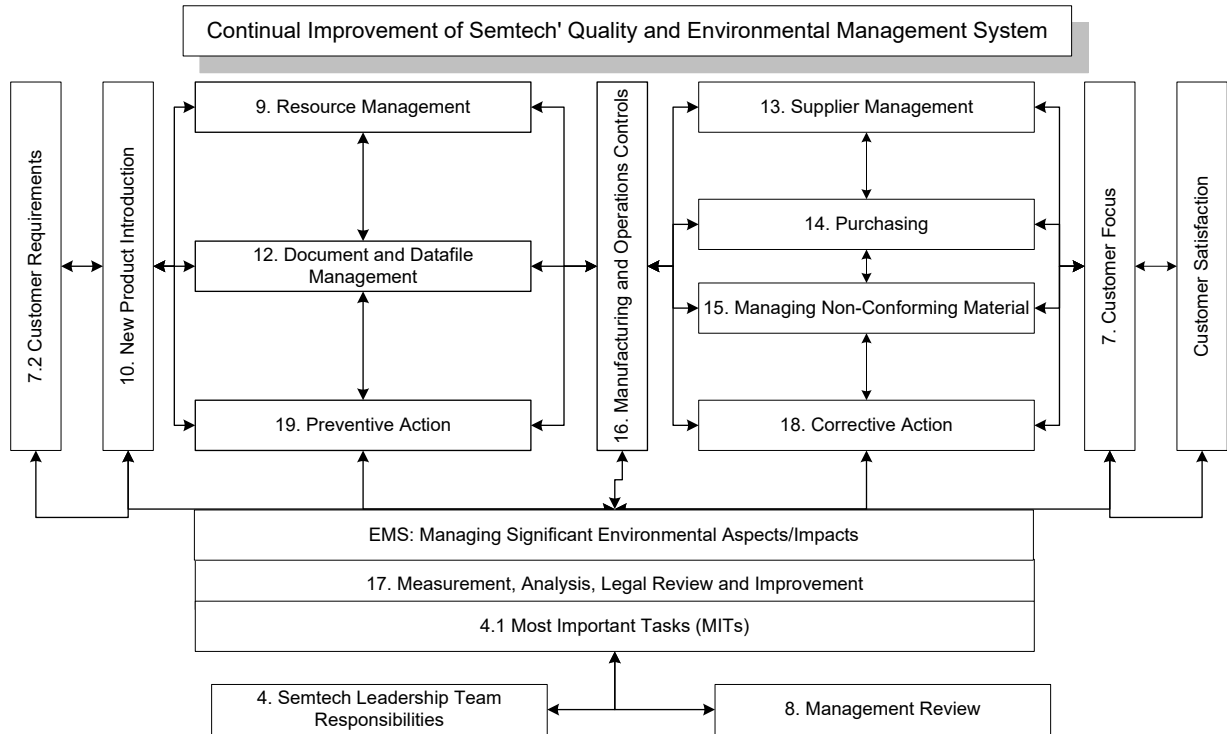 Continual Improvement of Semtech' Quality and Environmental Management System
7.2 Customer Requirements
10. New Product Introduction
9. Resource Management
12. Document and Datafile
Management
19. Preventive Action
16. Manufacturing and Operations Controls
13. Supplier Management
14. Purchasing
15. Managing Non-Conforming Material
18. Corrective Action
7. Customer Focus
Customer Satisfaction
EMS: Managing Significant Environmental Aspects/Impacts
17. Measurement, Analysis, Legal Review and Improvement
4.1 Most Important Tasks (MITs)
4. Semtech Leadership Team
Responsibilities
8. Management Review